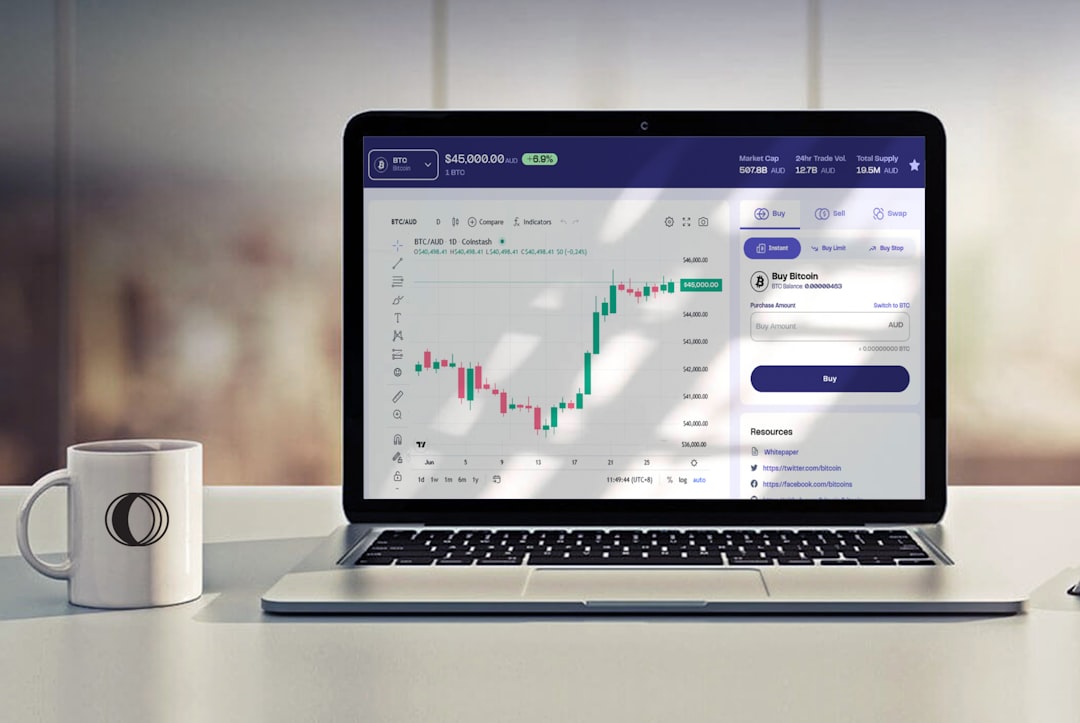 BTC
Bitcoin
$45,000.00 AUD +6.9%
1 BTC
Market Cap
507.8B AUD
24hr Trade Vol.
12.7B AUD
Total Supply
19.5M AUD
BTC/AUD D Compare Indicators
BTC/AUD · 1D · Coinstash
O$40,498.41 H$40,498.41 L$40,498.41 C$40,498.41 $0 (−0,24%)
$46,000.00
$45,000.00
$44,000.00
$43,000.00
$42,000.00
$41,000.00
$40,000.00
$36,000.00
Jun 5 9 13 17 21 25
1d 1w 1m 6m 1y
11:49:44 (UTC+8) % log auto
Buy Sell Swap
Instant Buy Limit Buy Stop
Buy Bitcoin
BTC Balance 0.00000463
Purchase Amount Switch to BTC
Buy Amount AUD
≈ 0.00000000 BTC
Buy
Resources
Whitepaper
https://twitter.com/bitcoin
https://facebook.com/bitcoins